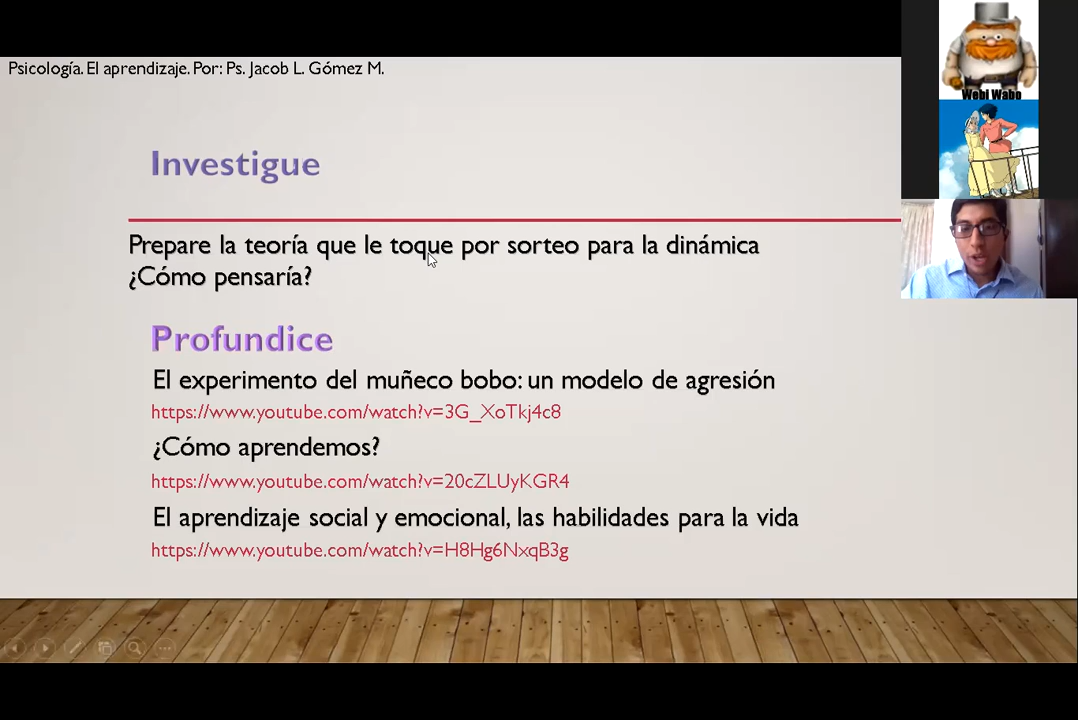 Psicología. El aprendizaje. Por: Ps. Jacob L. Gómez M.
Webi Wabo
Investigue
Prepare la teoría que le toque por sorteo para la dinámica
¿Cómo pensaría?
Profundice
El experimento del muñeco bobo: un modelo de agresión
https://www.youtube.com/watch?v=3G_XoTkj4c8
¿Cómo aprendemos?
https://www.youtube.com/watch?v=20cZLUyKGR4
El aprendizaje social y emocional, las habilidades para la vida
https://www.youtube.com/watch?v=H8Hg6NxqB3g